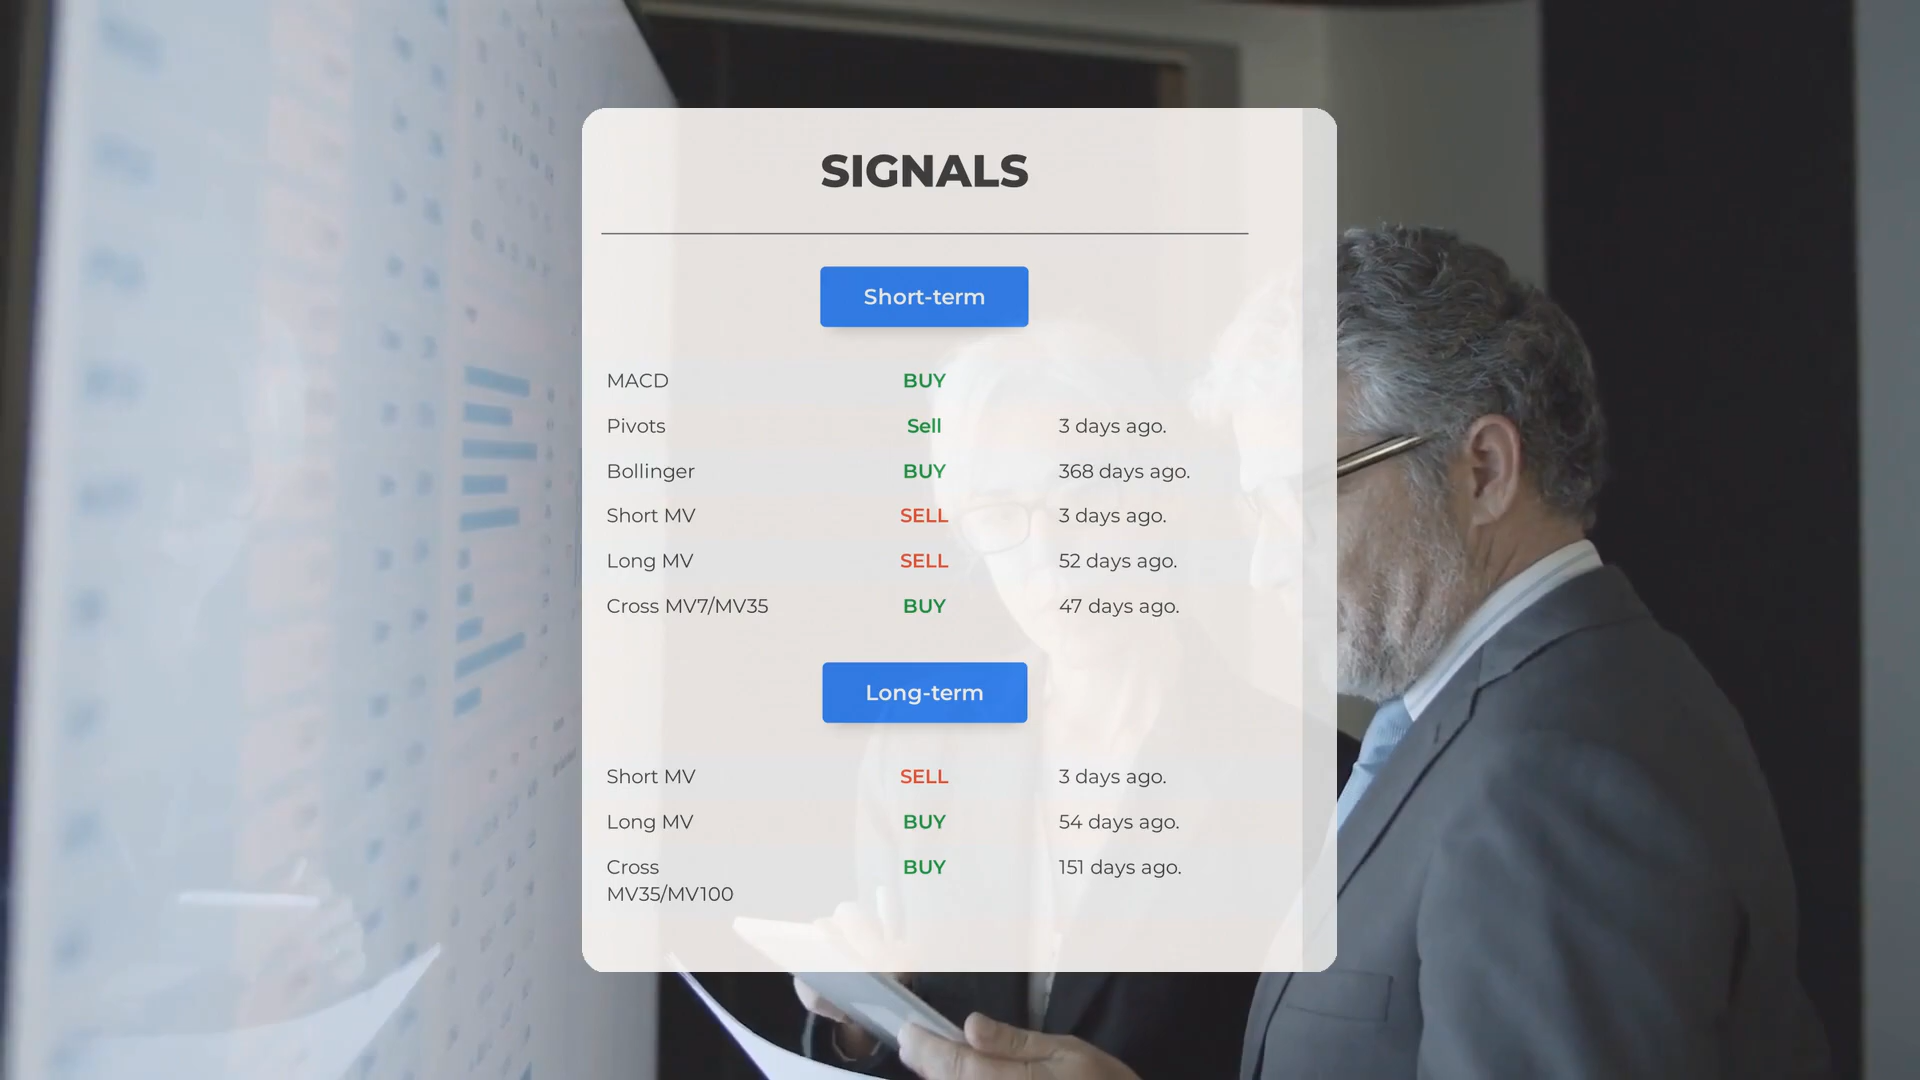 SIGNALS
Short-term
MACD BUY
Pivots Sell 3 days ago.
Bollinger BUY 368 days ago.
Short MV SELL 3 days ago.
Long MV SELL 52 days ago.
Cross MV7/MV35 BUY 47 days ago.
Long-term
Short MV SELL 3 days ago.
Long MV BUY 54 days ago.
Cross BUY 151 days ago.
MV35/MV100